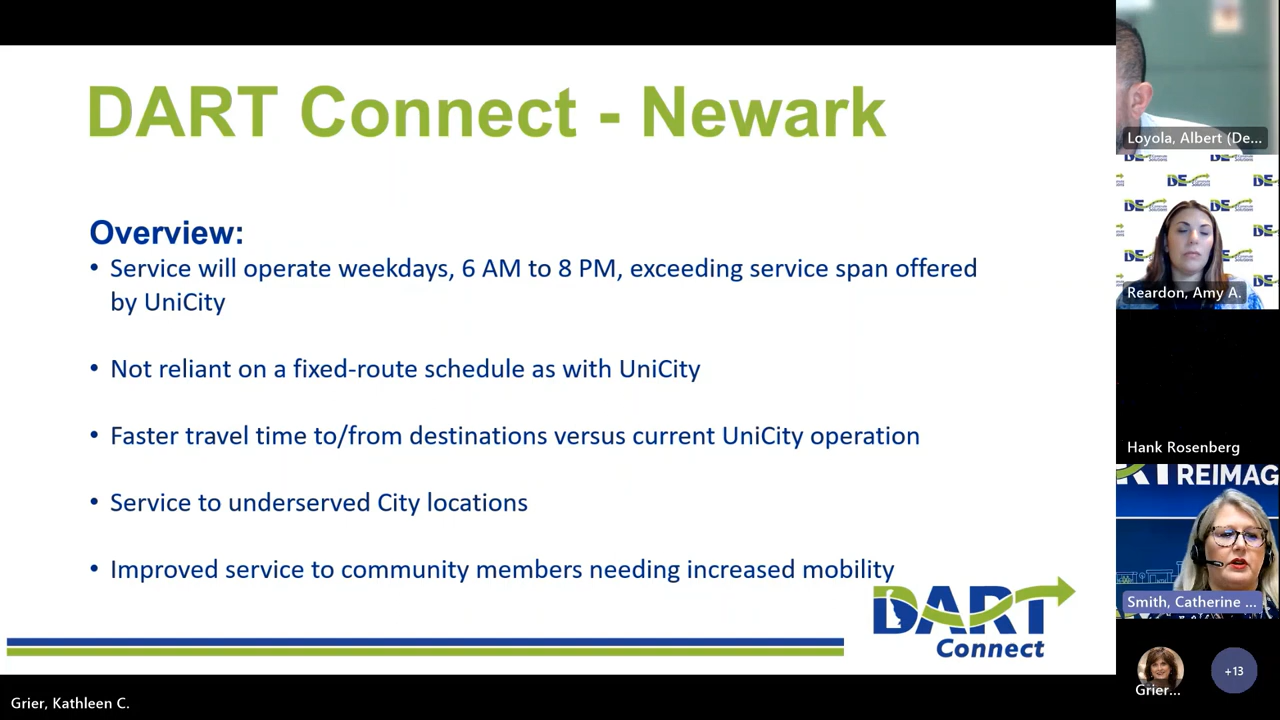 DART Connect - Newark
Overview:
• Service will operate weekdays, 6 AM to 8 PM, exceeding service span offered
by UniCity
• Not reliant on a fixed-route schedule as with UniCity
• Faster travel time to/from destinations versus current UniCity operation
• Service to underserved City locations
• Improved service to community members needing increased mobility
DART
Connect
Loyola, Albert (De...
Reardon, Amy A.
Hank Rosenberg
REIMAG
Smith, Catherine ...
Grier...
+13
Grier, Kathleen C.